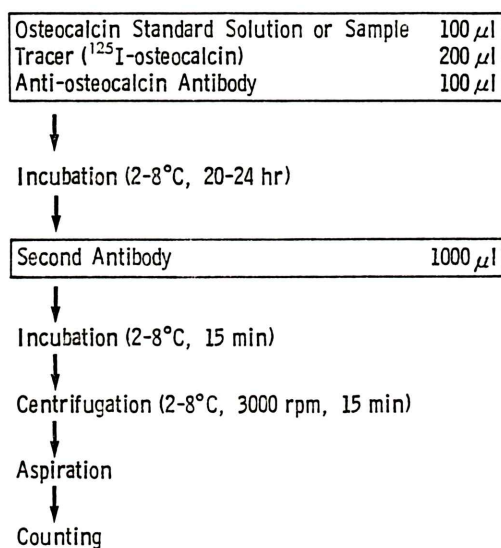 Osteocalcin Standard Solution or Sample 100 μl
Tracer (¹²⁵I-osteocalcin) 200 μl
Anti-osteocalcin Antibody 100 μl
Incubation (2-8°C, 20-24 hr)
Second Antibody 1000 μl
Incubation (2-8°C, 15 min)
Centrifugation (2-8°C, 3000 rpm, 15 min)
Aspiration
Counting